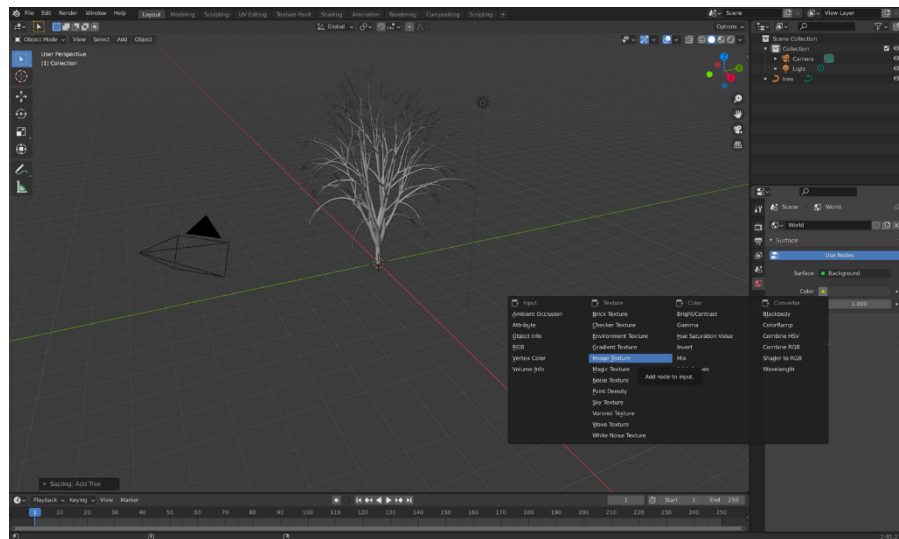 File Edit Render Window Help Layout Modeling Sculpting UV Editing Texture Paint Shading Animation Rendering Compositing Scripting + Scene View Layer
Global Options
Object Mode View Select Add Object
User Perspective
(1) Collection
Scene Collection
Collection
Camera
Light
tree
Scene World
World
Surface
Use Nodes
Surface Background
Color
1.000
Input Texture Color Convertor
Ambient Occlusion Brick Texture Bright/Contrast Blackbody
Attribute Checker Texture Gamma ColorRamp
Object Info Environment Texture Hue Saturation Value Combine HSV
RGB Gradient Texture Invert Combine RGB
Vertex Color Image Texture Mix Shader to RGB
Volume Info Magic Texture Wavelength
Add node to input.
Noise Texture
Point Density
Sky Texture
Voronoi Texture
Wave Texture
White Noise Texture
Sapling: Add Tree
Playback Keying View Marker 1 Start 1 End 250
1 10 20 30 40 50 60 70 80 90 100 110 120 130 140 150 160 170 180 190 200 210 220 230 240 250